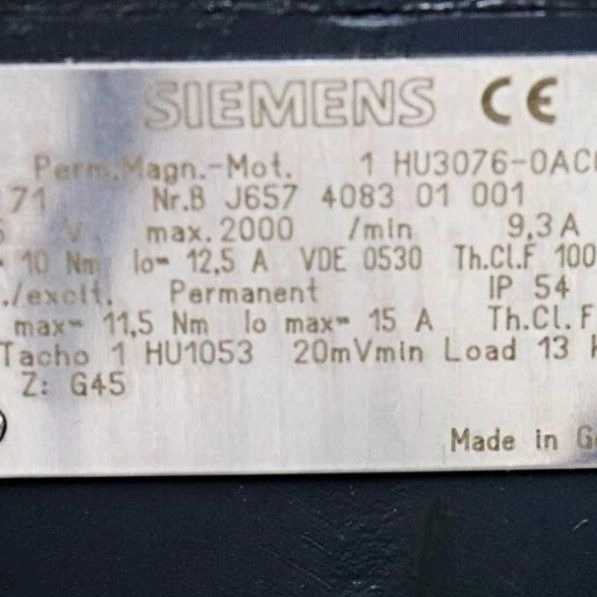 SIEMENS CE
Perm.Magn.-Mot. 1 HU3076-0AC
71 Nr.B J657 4083 01 001
V max.2000 /min 9,3 A
10 Nm Io= 12,5 A VDE 0530 Th.Cl.F 100
./excit. Permanent IP 54
max= 11,5 Nm Io max= 15 A Th.Cl.F
Tacho 1 HU1053 20mVmin Load 13
Z: G45
Made in G